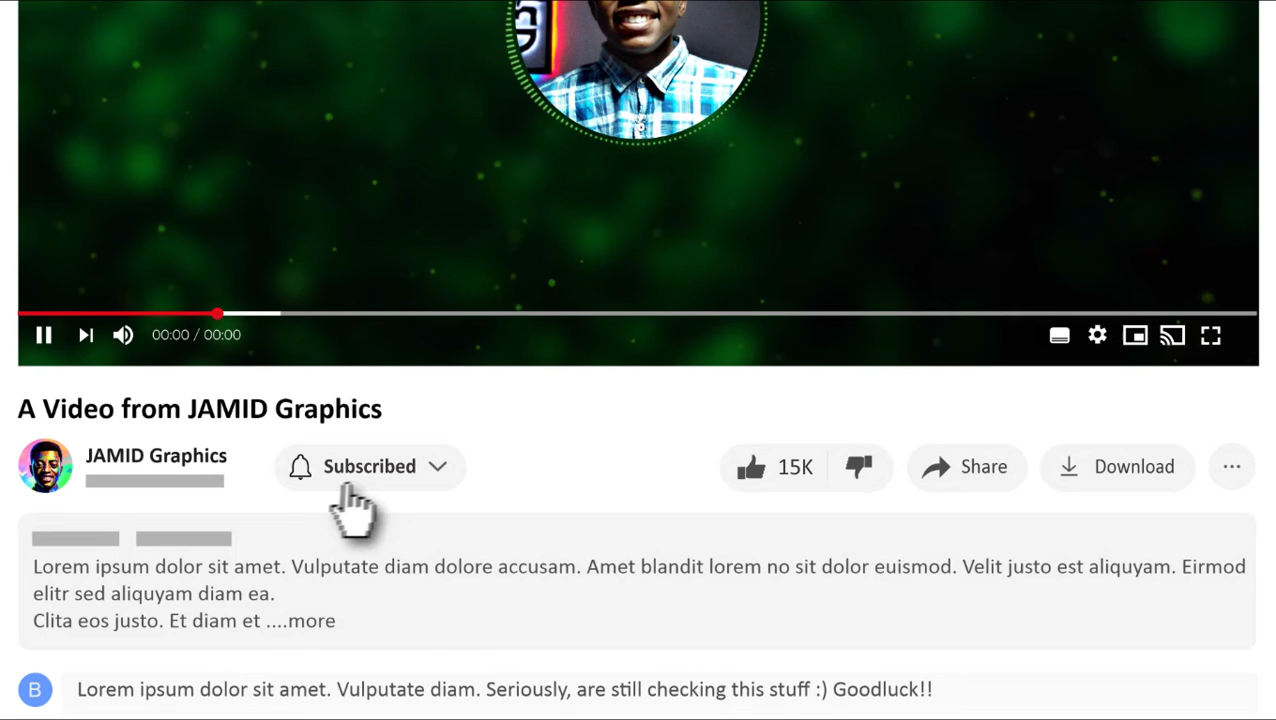 00:00 / 00:00
A Video from JAMID Graphics
JAMID Graphics
Subscribed
15K
Share
Download
Lorem ipsum dolor sit amet. Vulputate diam dolore accusam. Amet blandit lorem no sit dolor euismod. Velit justo est aliquyam. Eirmod
elitr sed aliquyam diam ea.
Clita eos justo. Et diam et ....more
B
Lorem ipsum dolor sit amet. Vulputate diam. Seriously, are still checking this stuff :) Goodluck!!